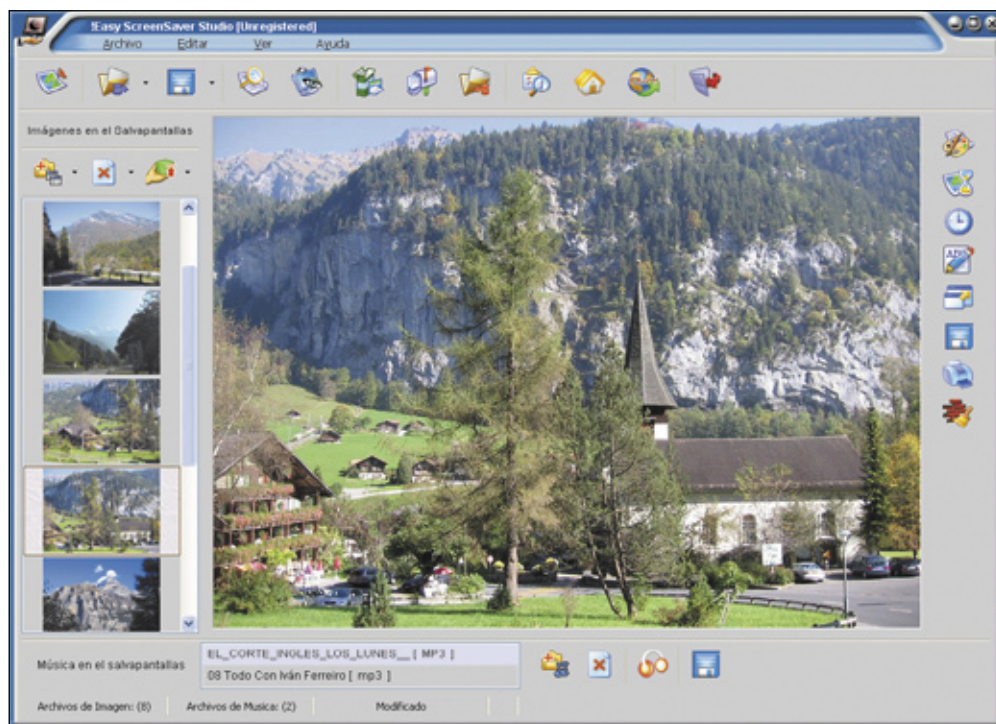 !Easy ScreenSaver Studio [Unregistered]
Archivo Editar Ver Ayuda
Imágenes en el Salvapantallas
Música en el salvapantallas
EL_CORTE_INGLES_LOS_LUNES__ [ MP3 ]
08 Todo Con Iván Ferreiro [ mp3 ]
Archivos de Imagen: (8) Archivos de Musica: (2) Modificado